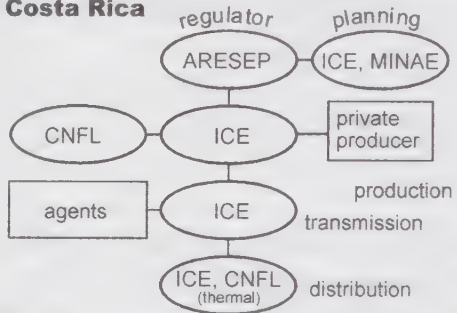 Costa Rica
regulator
planning
ARESEP
ICE, MINAE
CNFL
ICE
private
producer
production
agents
ICE
transmission
ICE, CNFL
(thermal)
distribution